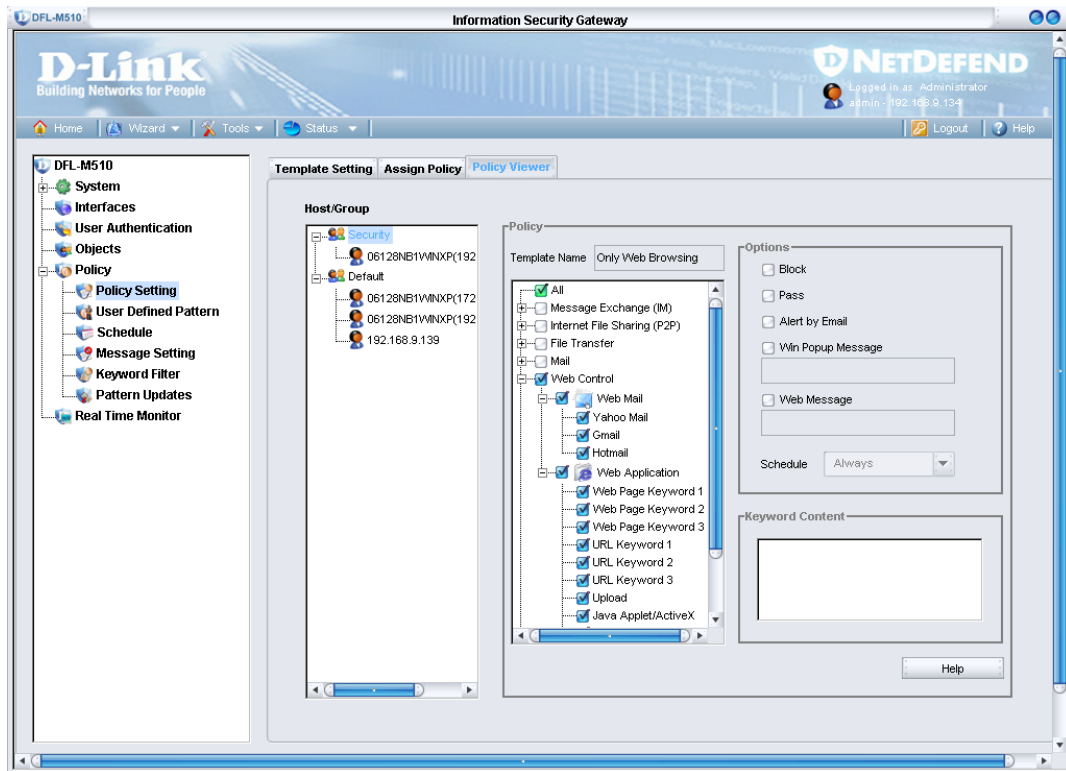 DFL-M510
Information Security Gateway
D-Link
Building Networks for People
NETDEFEND
Logged in as Administrator
admin - 192.168.9.134
Home
Wizard
Tools
Status
Logout
Help
DFL-M510
System
Interfaces
User Authentication
Objects
Policy
Policy Setting
User Defined Pattern
Schedule
Message Setting
Keyword Filter
Pattern Updates
Real Time Monitor
Template Setting
Assign Policy
Policy Viewer
Host/Group
Security
06128NB1WINXP(192
Default
06128NB1WINXP(172
06128NB1WINXP(192
192.168.9.139
Policy
Template Name
Only Web Browsing
All
Message Exchange (IM)
Internet File Sharing (P2P)
File Transfer
Mail
Web Control
Web Mail
Yahoo Mail
Gmail
Hotmail
Web Application
Web Page Keyword 1
Web Page Keyword 2
Web Page Keyword 3
URL Keyword 1
URL Keyword 2
URL Keyword 3
Upload
Java Applet/ActiveX
Options
Block
Pass
Alert by Email
Win Popup Message
Web Message
Schedule
Always
Keyword Content
Help